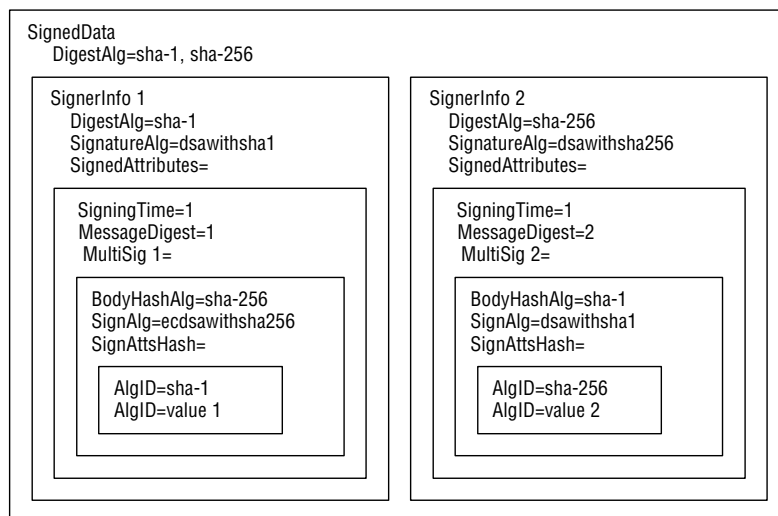 SignedData
DigestAlg=sha-1, sha-256
SignerInfo 1
DigestAlg=sha-1
SignatureAlg=dsawithsha1
SignedAttributes=
SigningTime=1
MessageDigest=1
MultiSig 1=
BodyHashAlg=sha-256
SignAlg=ecdsawithsha256
SignAttsHash=
AlgID=sha-1
AlgID=value 1
SignerInfo 2
DigestAlg=sha-256
SignatureAlg=dsawithsha256
SignedAttributes=
SigningTime=1
MessageDigest=2
MultiSig 2=
BodyHashAlg=sha-1
SignAlg=dsawithsha1
SignAttsHash=
AlgID=sha-256
AlgID=value 2